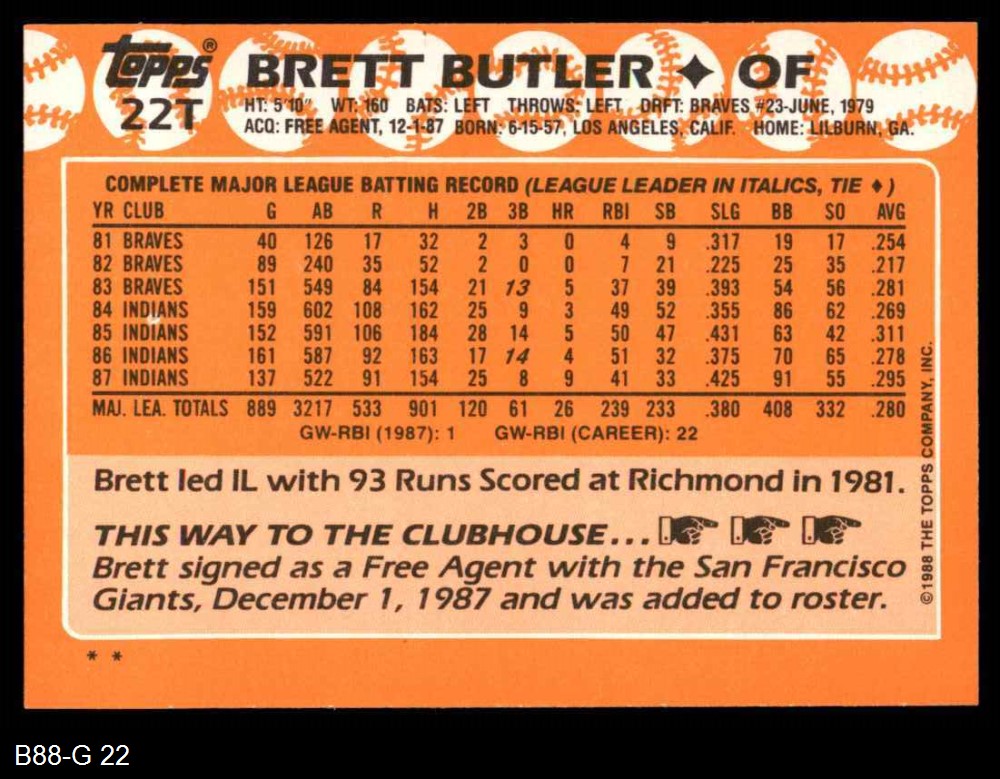 Topps® BRETT BUTLER ✦ OF
22T HT: 5'10" WT: 160 BATS: LEFT THROWS: LEFT DRFT: BRAVES #23-JUNE, 1979
ACQ: FREE AGENT, 12-1-87 BORN: 6-15-57, LOS ANGELES, CALIF. HOME: LILBURN, GA.
COMPLETE MAJOR LEAGUE BATTING RECORD (LEAGUE LEADER IN ITALICS, TIE ♦)
YR CLUB G AB R H 2B 3B HR RBI SB SLG BB SO AVG
81 BRAVES 40 126 17 32 2 3 0 4 9 .317 19 17 .254
82 BRAVES 89 240 35 52 2 0 0 7 21 .225 25 35 .217
83 BRAVES 151 549 84 154 21 13 5 37 39 .393 54 56 .281
84 INDIANS 159 602 108 162 25 9 3 49 52 .355 86 62 .269
85 INDIANS 152 591 106 184 28 14 5 50 47 .431 63 42 .311
86 INDIANS 161 587 92 163 17 14 4 51 32 .375 70 65 .278
87 INDIANS 137 522 91 154 25 8 9 41 33 .425 91 55 .295
MAJ. LEA. TOTALS 889 3217 533 901 120 61 26 239 233 .380 408 332 .280
GW-RBI (1987): 1 GW-RBI (CAREER): 22
Brett led IL with 93 Runs Scored at Richmond in 1981.
THIS WAY TO THE CLUBHOUSE...
Brett signed as a Free Agent with the San Francisco
Giants, December 1, 1987 and was added to roster.
©1988 THE TOPPS COMPANY, INC.
* *
B88-G 22